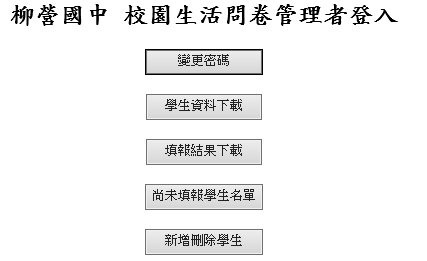 柳營國中 校園生活問卷管理者登入
變更密碼
學生資料下載
填報結果下載
尚未填報學生名單
新增刪除學生